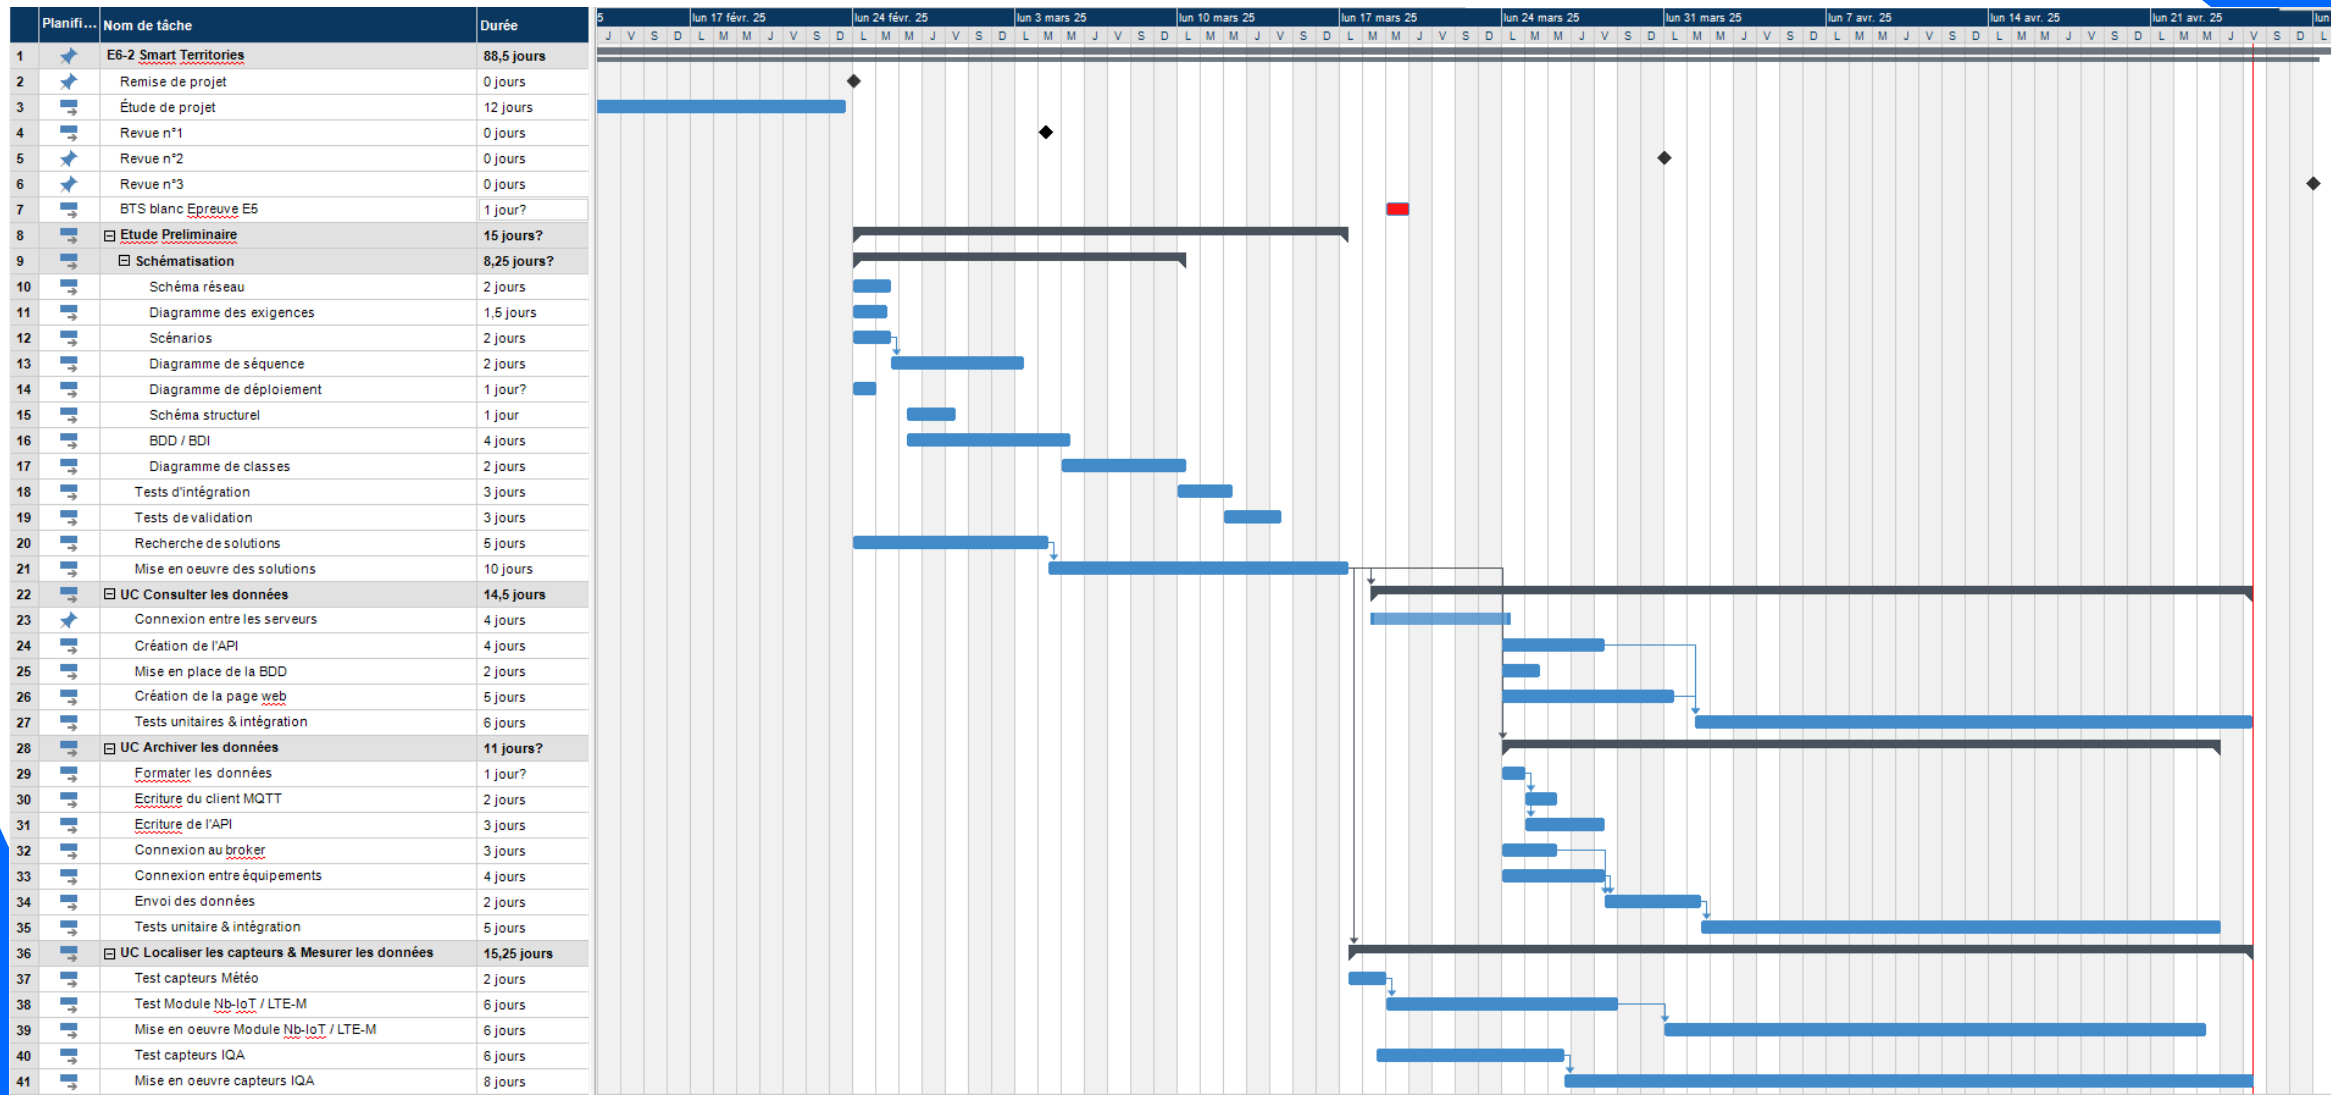 Planifi... Nom de tâche Durée
5 lun 17 févr. 25 lun 24 févr. 25 lun 3 mars 25 lun 10 mars 25 lun 17 mars 25 lun 24 mars 25 lun 31 mars 25 lun 7 avr. 25 lun 14 avr. 25 lun 21 avr. 25 lun
J V S D L M M J V S D L M M J V S D L M M J V S D L M M J V S D L M M J V S D L M M J V S D L M M J V S D L M M J V S D L M M J V S D L M M J V S D L
1 E6-2 Smart Territories 88,5 jours
2 Remise de projet 0 jours
3 Étude de projet 12 jours
4 Revue n°1 0 jours
5 Revue n°2 0 jours
6 Revue n°3 0 jours
7 BTS blanc Epreuve E5 1 jour?
8 Etude Preliminaire 15 jours?
9 Schématisation 8,25 jours?
10 Schéma réseau 2 jours
11 Diagramme des exigences 1,5 jours
12 Scénarios 2 jours
13 Diagramme de séquence 2 jours
14 Diagramme de déploiement 1 jour?
15 Schéma structurel 1 jour
16 BDD / BDI 4 jours
17 Diagramme de classes 2 jours
18 Tests d'intégration 3 jours
19 Tests de validation 3 jours
20 Recherche de solutions 5 jours
21 Mise en oeuvre des solutions 10 jours
22 UC Consulter les données 14,5 jours
23 Connexion entre les serveurs 4 jours
24 Création de l'API 4 jours
25 Mise en place de la BDD 2 jours
26 Création de la page web 5 jours
27 Tests unitaires & intégration 6 jours
28 UC Archiver les données 11 jours?
29 Formater les données 1 jour?
30 Ecriture du client MQTT 2 jours
31 Ecriture de l'API 3 jours
32 Connexion au broker 3 jours
33 Connexion entre équipements 4 jours
34 Envoi des données 2 jours
35 Tests unitaire & intégration 5 jours
36 UC Localiser les capteurs & Mesurer les données 15,25 jours
37 Test capteurs Météo 2 jours
38 Test Module Nb-IoT / LTE-M 6 jours
39 Mise en oeuvre Module Nb-IoT / LTE-M 6 jours
40 Test capteurs IQA 6 jours
41 Mise en oeuvre capteurs IQA 8 jours